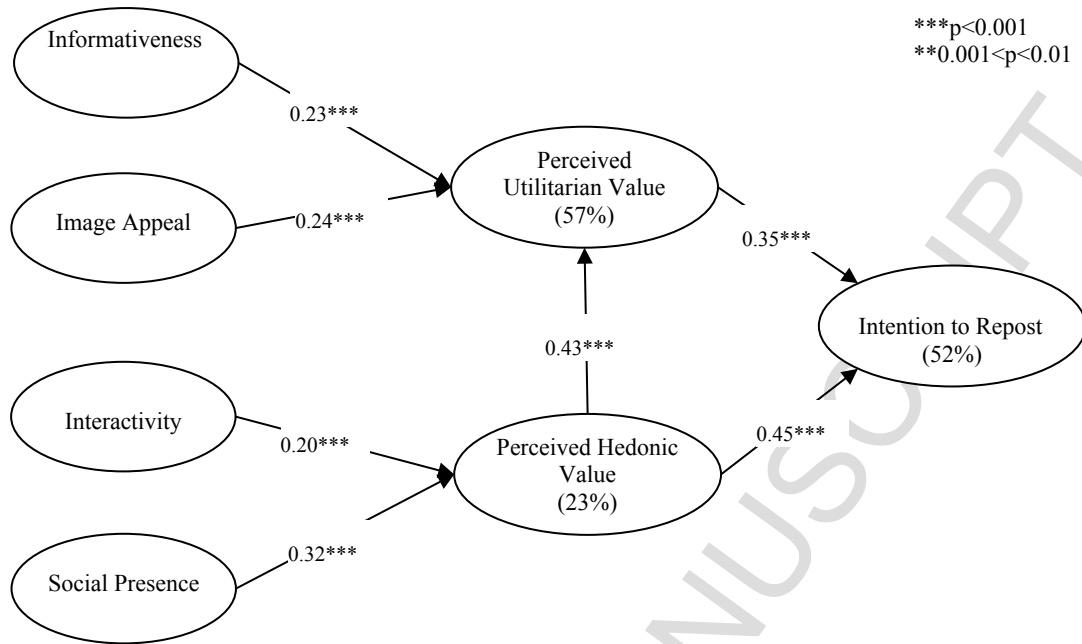 Informativeness
***p<0.001
**0.001<p<0.01
0.23***
Perceived
Utilitarian Value
(57%)
Image Appeal
0.24***
0.35***
Intention to Repost
(52%)
0.43***
Interactivity
0.20***
Perceived Hedonic
Value
(23%)
0.45***
0.32***
Social Presence
NUSCRIPT